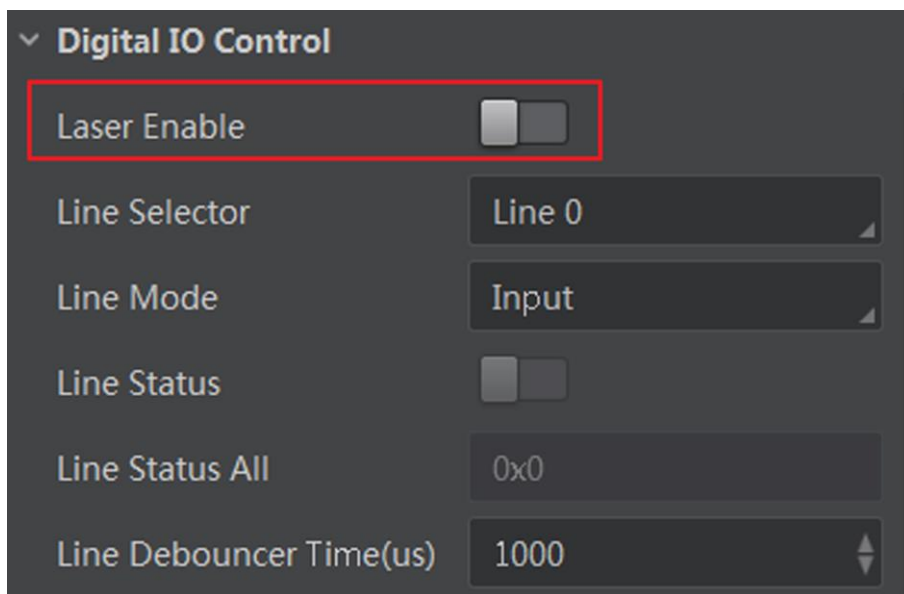 Digital IO Control
Laser Enable
Line Selector Line 0
Line Mode Input
Line Status
Line Status All 0x0
Line Debouncer Time(us) 1000